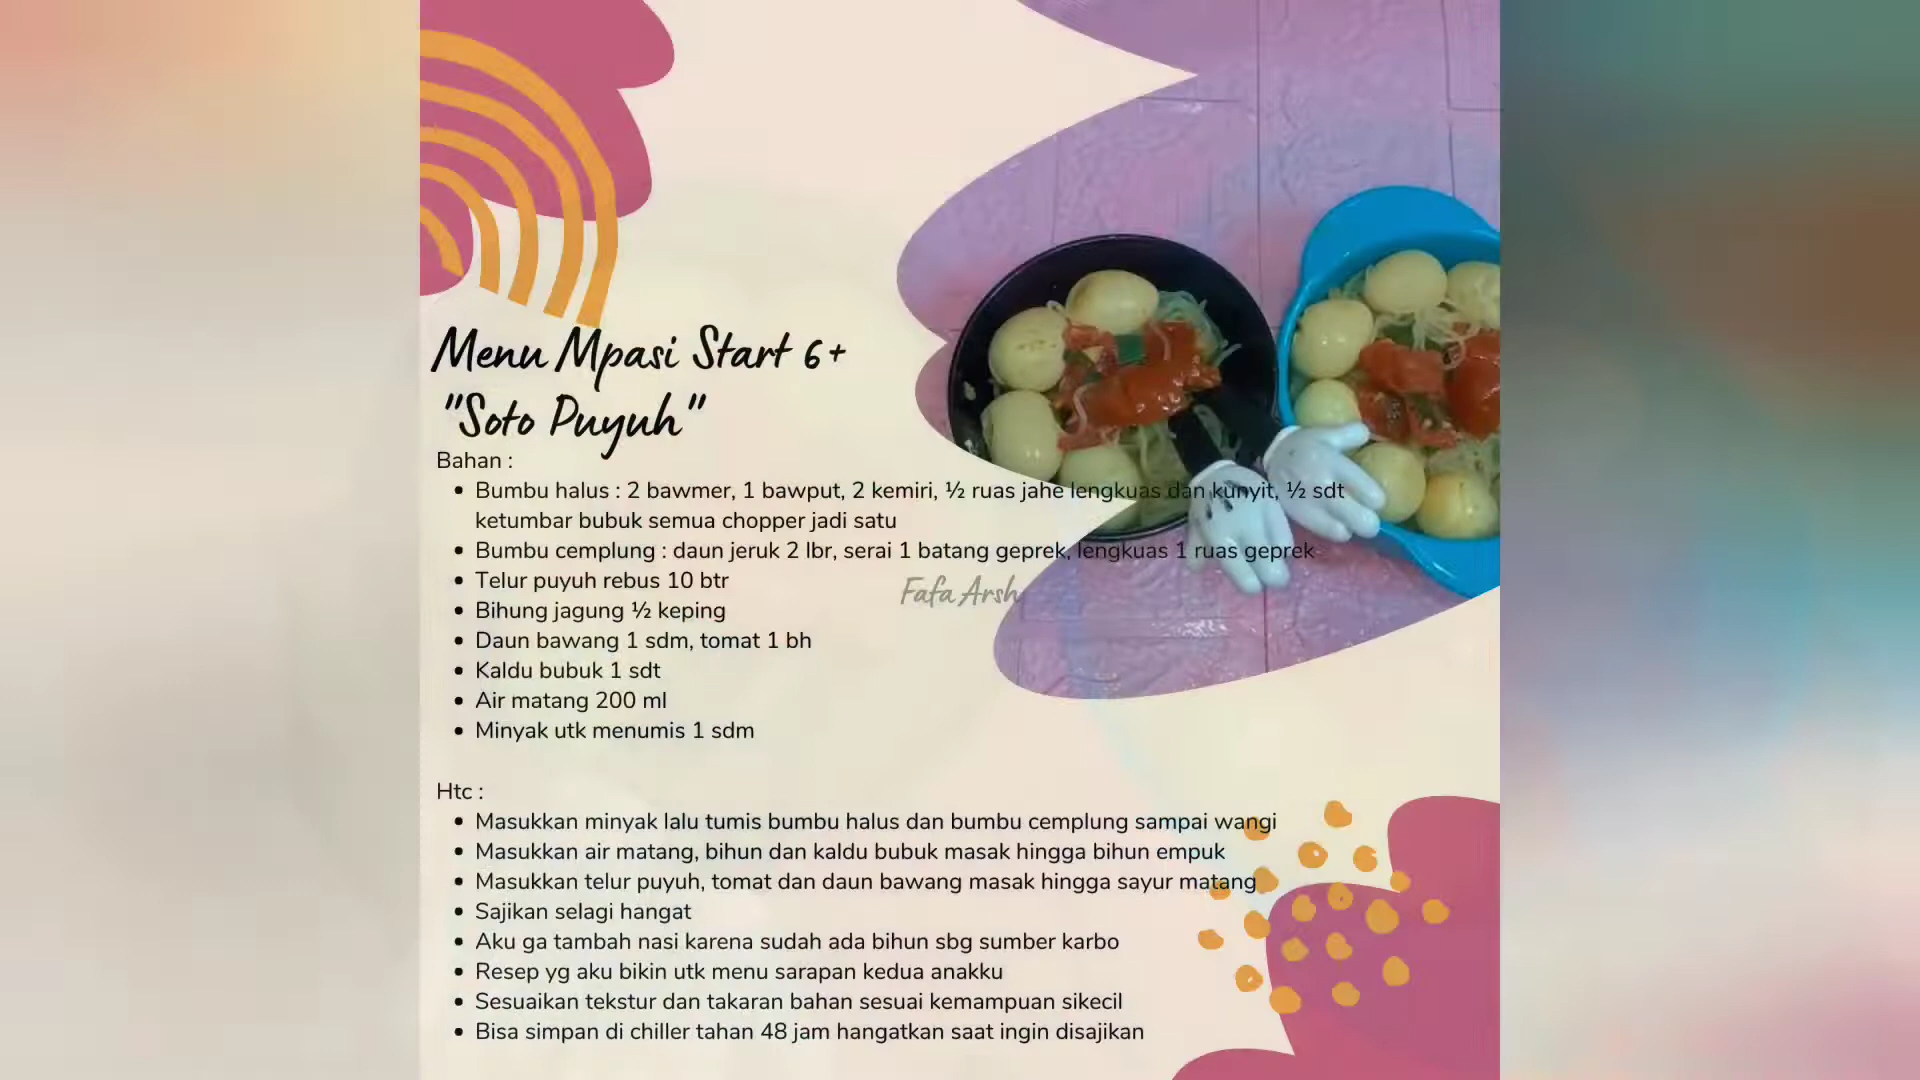 Menu Mpasi Start 6+
"Soto Puyuh"
Bahan :
• Bumbu halus : 2 bawmer, 1 bawput, 2 kemiri, ½ ruas jahe lengkuas dan kunyit, ½ sdt
ketumbar bubuk semua chopper jadi satu
• Bumbu cemplung : daun jeruk 2 lbr, serai 1 batang geprek, lengkuas 1 ruas geprek
• Telur puyuh rebus 10 btr
Fafa Arsh
• Bihung jagung ½ keping
• Daun bawang 1 sdm, tomat 1 bh
• Kaldu bubuk 1 sdt
• Air matang 200 ml
• Minyak utk menumis 1 sdm
Htc :
• Masukkan minyak lalu tumis bumbu halus dan bumbu cemplung sampai wangi
• Masukkan air matang, bihun dan kaldu bubuk masak hingga bihun empuk
• Masukkan telur puyuh, tomat dan daun bawang masak hingga sayur matang
• Sajikan selagi hangat
• Aku ga tambah nasi karena sudah ada bihun sbg sumber karbo
• Resep yg aku bikin utk menu sarapan kedua anakku
• Sesuaikan tekstur dan takaran bahan sesuai kemampuan sikecil
• Bisa simpan di chiller tahan 48 jam hangatkan saat ingin disajikan